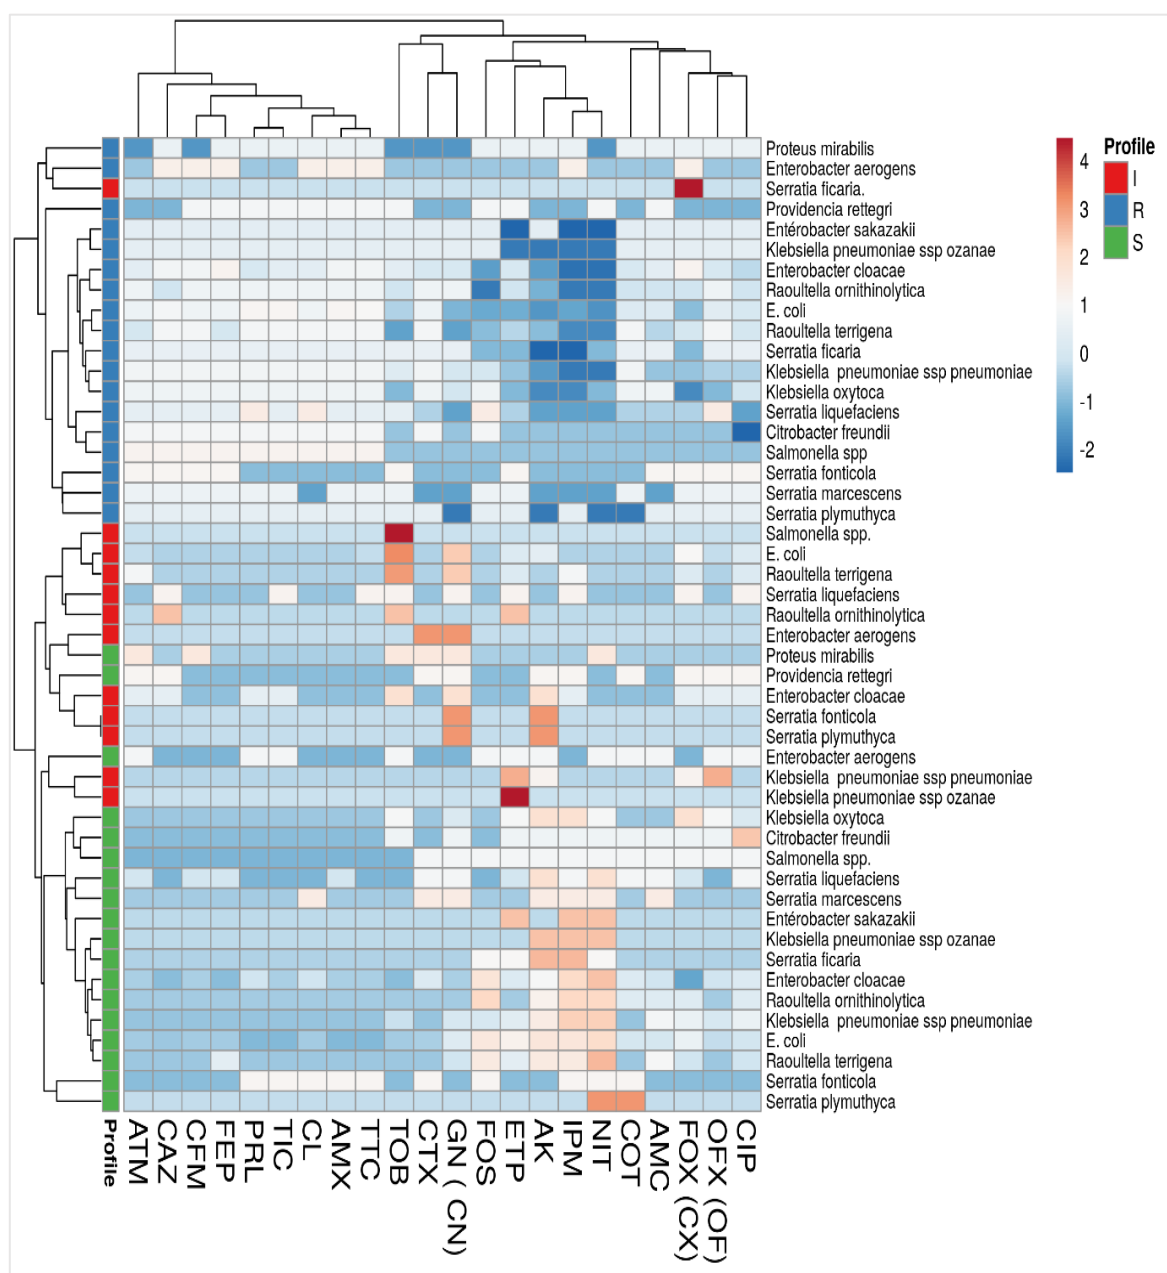 Proteus mirabilis
Enterobacter aerogens
Serratia ficaria.
Providencia rettegri
Entérobacter sakazakii
Klebsiella pneumoniae ssp ozanae
Enterobacter cloacae
Raoultella ornithinolytica
E. coli
Raoultella terrigena
Serratia ficaria
Klebsiella  pneumoniae ssp pneumoniae
Klebsiella oxytoca
Serratia liquefaciens
Citrobacter freundii
Salmonella spp
Serratia fonticola
Serratia marcescens
Serratia plymuthyca
Salmonella spp.
E. coli
Raoultella terrigena
Serratia liquefaciens
Raoultella ornithinolytica
Enterobacter aerogens
Proteus mirabilis
Providencia rettegri
Enterobacter cloacae
Serratia fonticola
Serratia plymuthyca
Enterobacter aerogens
Klebsiella  pneumoniae ssp pneumoniae
Klebsiella pneumoniae ssp ozanae
Klebsiella oxytoca
Citrobacter freundii
Salmonella spp.
Serratia liquefaciens
Serratia marcescens
Entérobacter sakazakii
Klebsiella pneumoniae ssp ozanae
Serratia ficaria
Enterobacter cloacae
Raoultella ornithinolytica
Klebsiella  pneumoniae ssp pneumoniae
E. coli
Raoultella terrigena
Serratia fonticola
Serratia plymuthyca
4
3
2
1
0
-1
-2
Profile
I
R
S
Profile
ATM
CAZ
CFM
FEP
PRL
TIC
CL
AMX
TTC
TOB
CTX
GN ( CN)
FOS
ETP
AK
IPM
NIT
COT
AMC
FOX (CX)
OFX (OF)
CIP